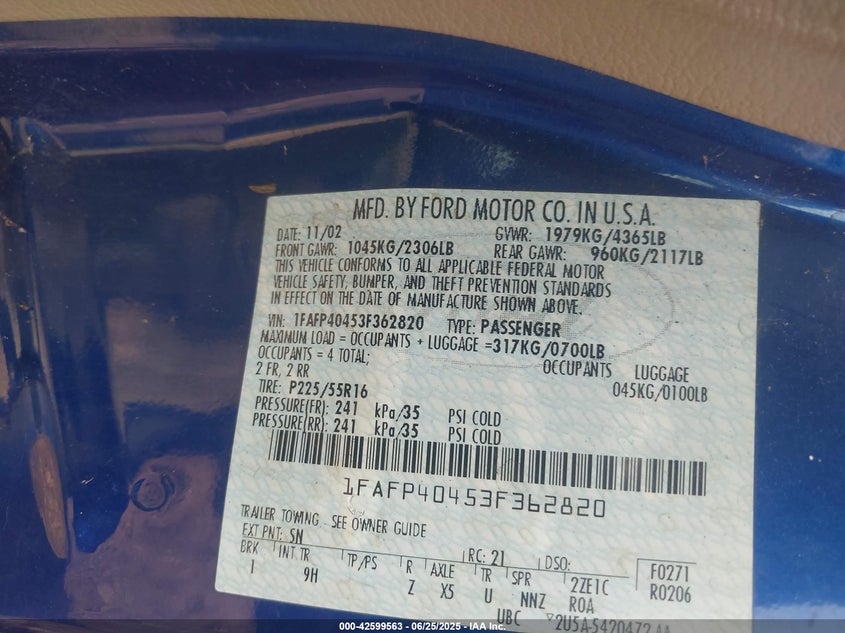 MFD. BY FORD MOTOR CO. IN U.S.A.
DATE: 11/02 GVWR: 1979KG/4365LB
FRONT GAWR: 1045KG/2306LB REAR GAWR: 960KG/2117LB
THIS VEHICLE CONFORMS TO ALL APPLICABLE FEDERAL MOTOR
VEHICLE SAFETY, BUMPER, AND THEFT PREVENTION STANDARDS
IN EFFECT ON THE DATE OF MANUFACTURE SHOWN ABOVE.
VIN: 1FAFP40453F362820 TYPE: PASSENGER
MAXIMUM LOAD = OCCUPANTS + LUGGAGE =317KG/0700LB
OCCUPANTS = 4 TOTAL; OCCUPANTS LUGGAGE
2 FR, 2 RR 045KG/0100LB
TIRE: P225/55R16
PRESSURE(FR): 241 kPa/35 PSI COLD
PRESSURE(RR): 241 kPa/35 PSI COLD
1FAFP40453F362820
TRAILER TOWING - SEE OWNER GUIDE
EXT PNT: SN RC: 21 DSO:
BRK INT TR TP/PS R AXLE TR SPR 2ZE1C F0271
1 9H Z X5 U NNZ ROA R0206
UBC ▽2U5A-5420472-AA
000-42599563 - 06/25/2025 - IAA Inc.